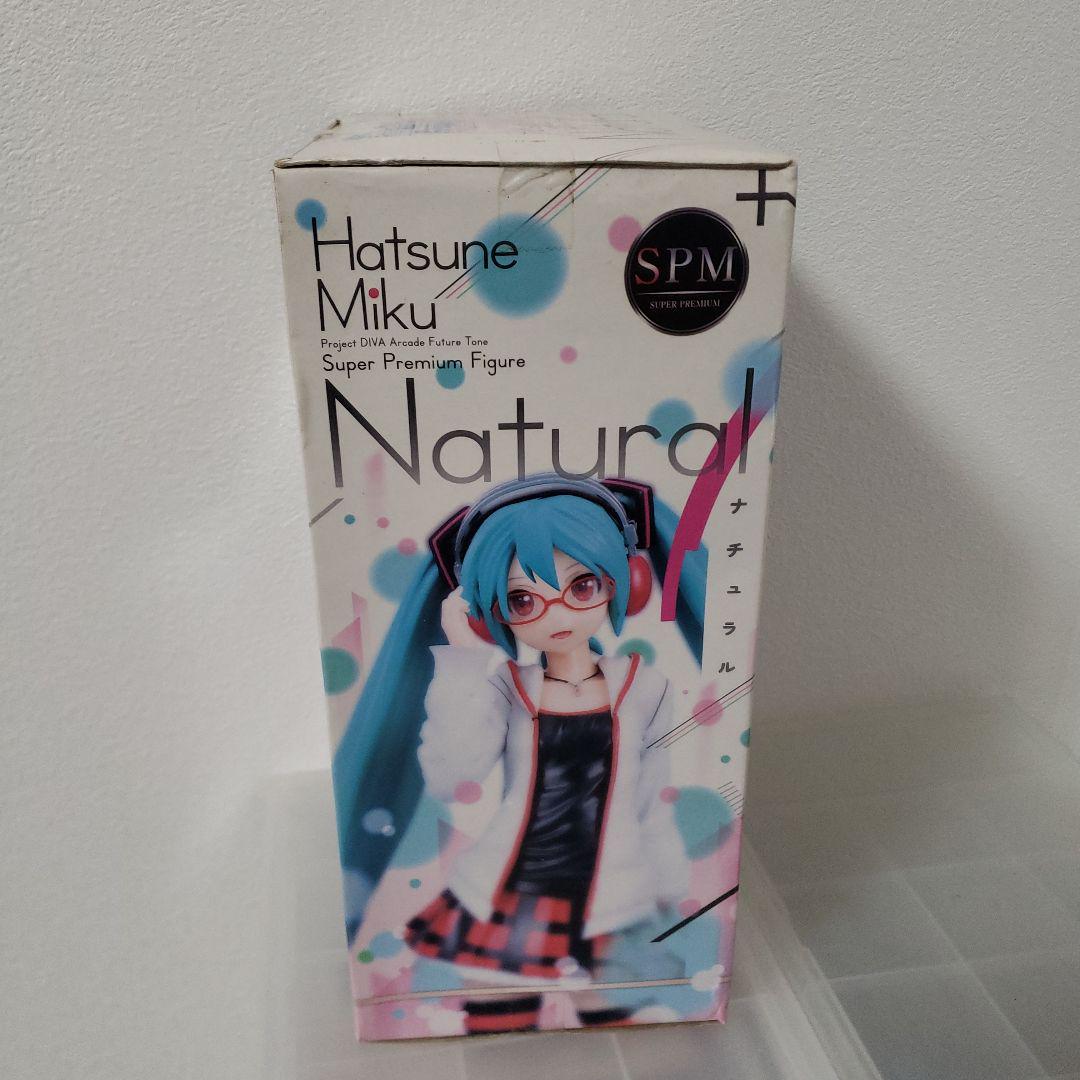 Hatsune
Miku
Project DIVA Arcade Future Tone
Super Premium Figure
SPM
SUPER PREMIUM
Natural
ナチュラル